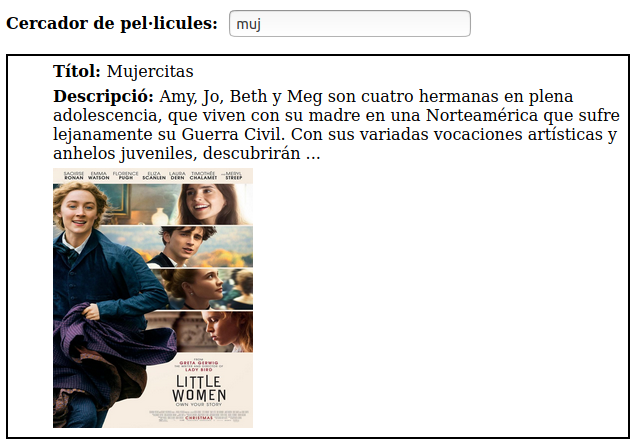 Cercador de pel·licules: muj
Títol: Mujercitas
Descripció: Amy, Jo, Beth y Meg son cuatro hermanas en plena
adolescencia, que viven con su madre en una Norteamérica que sufre
lejanamente su Guerra Civil. Con sus variadas vocaciones artísticas y
anhelos juveniles, descubrirán ...
SAOIRSE RONAN EMMA WATSON FLORENCE PUGH ELIZA SCANLEN LAURA DERN TIMOTHÉE CHALAMET AND MERYL STREEP
FROM
GRETA GERWIG
LADY BIRD
LITTLE
WOMEN
OWN YOUR STORY
CHRISTMAS